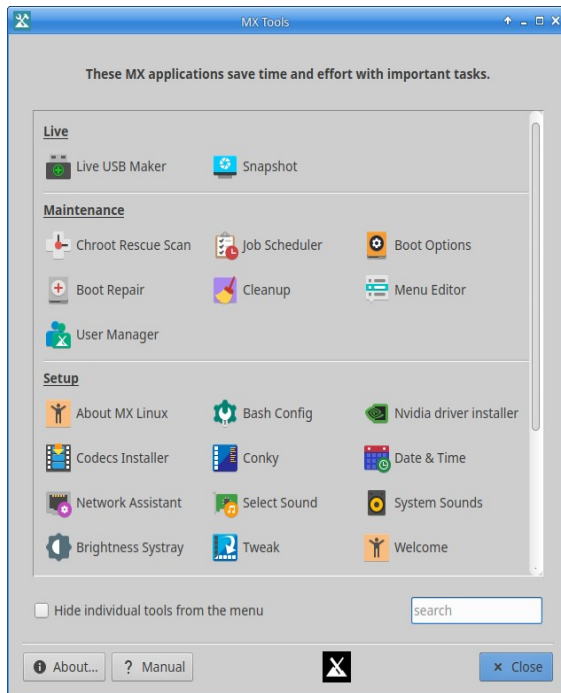 MX Tools
These MX applications save time and effort with important tasks.
Live
Live USB Maker Snapshot
Maintenance
Chroot Rescue Scan Job Scheduler Boot Options
Boot Repair Cleanup Menu Editor
User Manager
Setup
About MX Linux Bash Config Nvidia driver installer
Codecs Installer Conky Date & Time
Network Assistant Select Sound System Sounds
Brightness Systray Tweak Welcome
Hide individual tools from the menu search
About... ? Manual Close